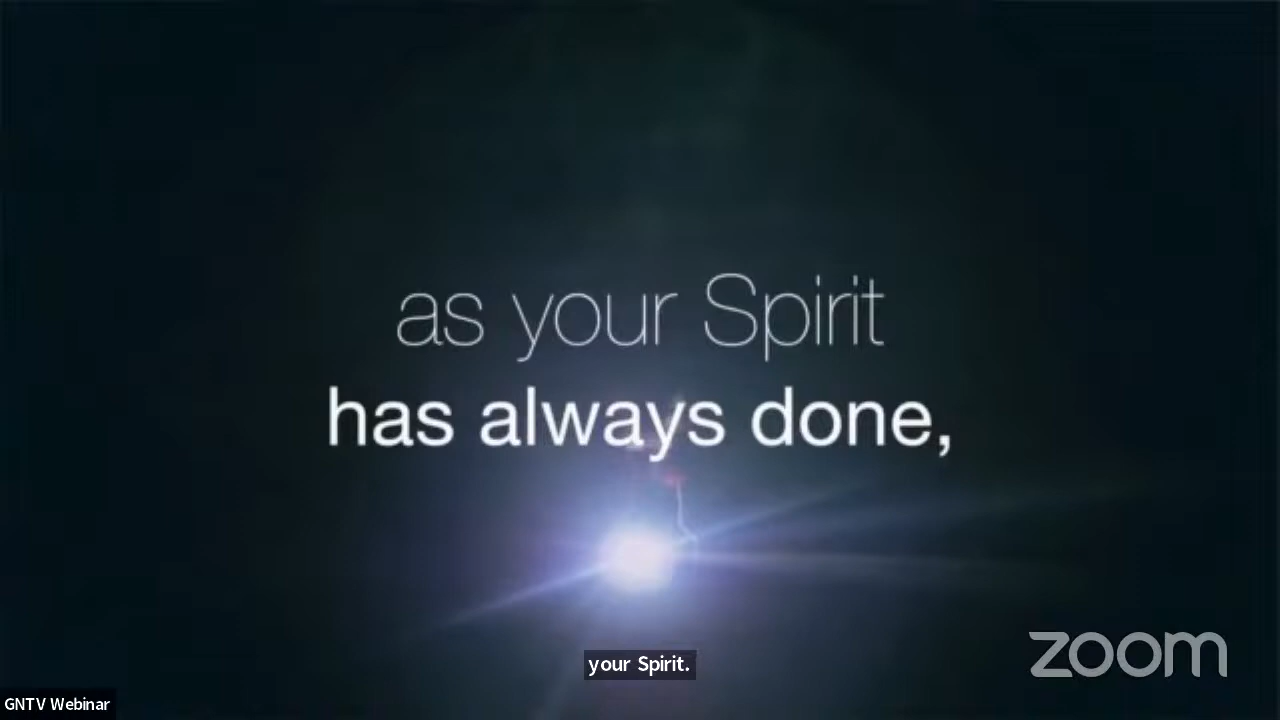 as your Spirit
has always done,
your Spirit.
zoom
GNTV Webinar